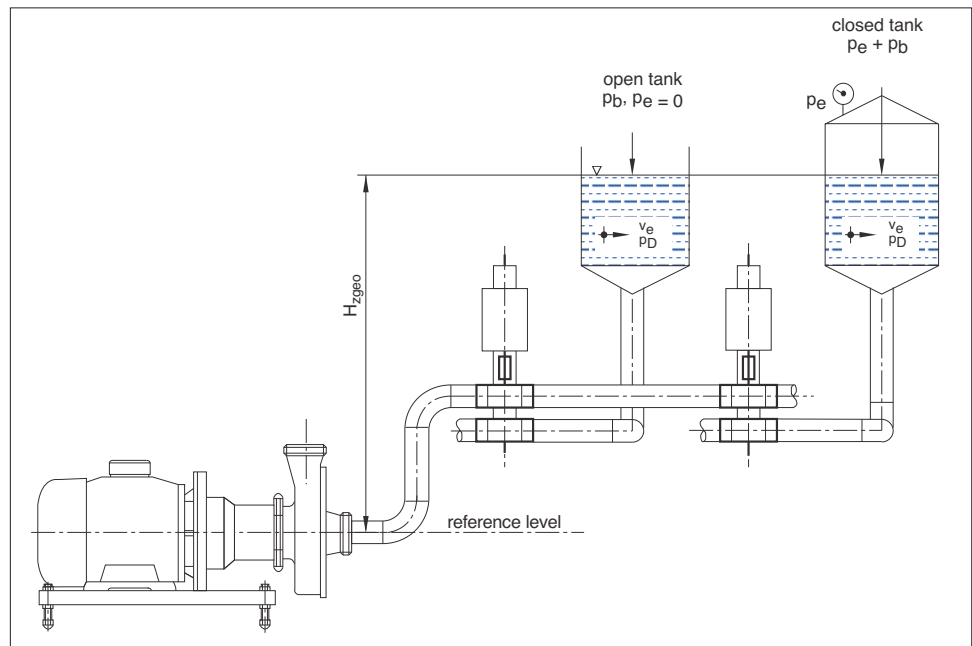 closed tank
pe + pb
open tank
pb, pe = 0
pe
ve
pD
ve
pD
Hzgeo
reference level